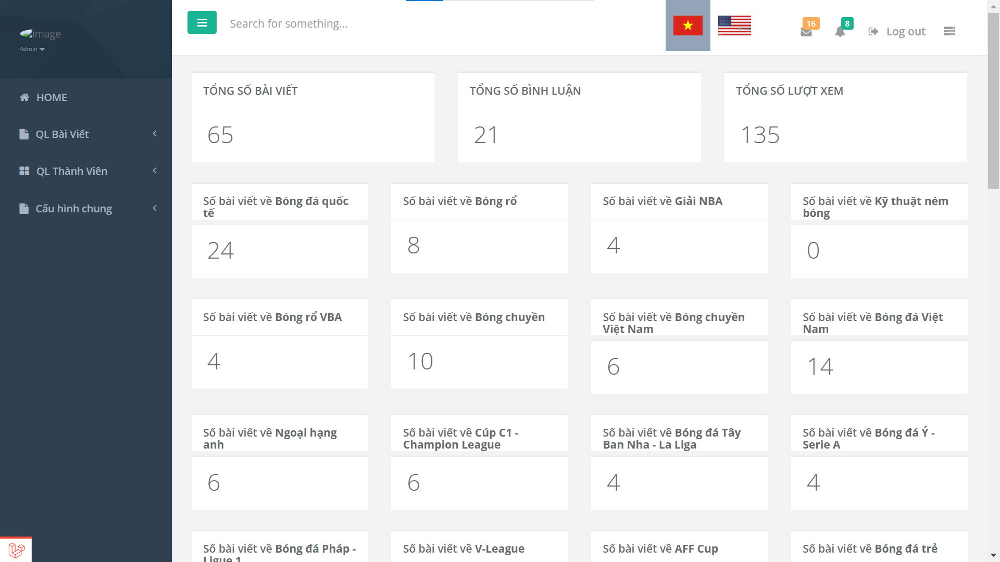 image
Admin
HOME
QL Bài Viết
QL Thành Viên
Cấu hình chung
Search for something...
16
8
Log out
TỔNG SỐ BÀI VIẾT
65
TỔNG SỐ BÌNH LUẬN
21
TỔNG SỐ LƯỢT XEM
135
Số bài viết về Bóng đá quốc
tế
24
Số bài viết về Bóng rổ
8
Số bài viết về Giải NBA
4
Số bài viết về Kỹ thuật ném
bóng
0
Số bài viết về Bóng rổ VBA
4
Số bài viết về Bóng chuyền
10
Số bài viết về Bóng chuyền
Việt Nam
6
Số bài viết về Bóng đá Việt
Nam
14
Số bài viết về Ngoại hạng
anh
6
Số bài viết về Cúp C1 -
Champion League
6
Số bài viết về Bóng đá Tây
Ban Nha - La Liga
4
Số bài viết về Bóng đá Ý -
Serie A
4
Số bài viết về Bóng đá Pháp -
Ligue 1
Số bài viết về V-League
Số bài viết về AFF Cup
Số bài viết về Bóng đá trẻ